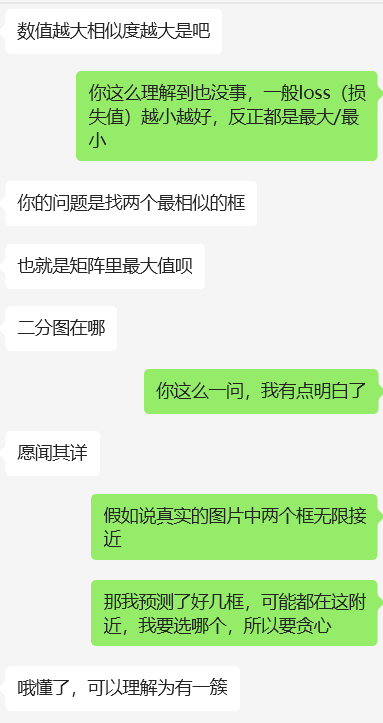 数值越大相似度越大是吧
你这么理解到也没事，一般loss（损
失值）越小越好，反正都是最大/最
小
你的问题是找两个最相似的框
也就是矩阵里最大值呗
二分图在哪
你这么一问，我有点明白了
愿闻其详
假如说真实的图片中两个框无限接
近
那我预测了好几框，可能都在这附
近，我要选哪个，所以要贪心
哦懂了，可以理解为有一簇